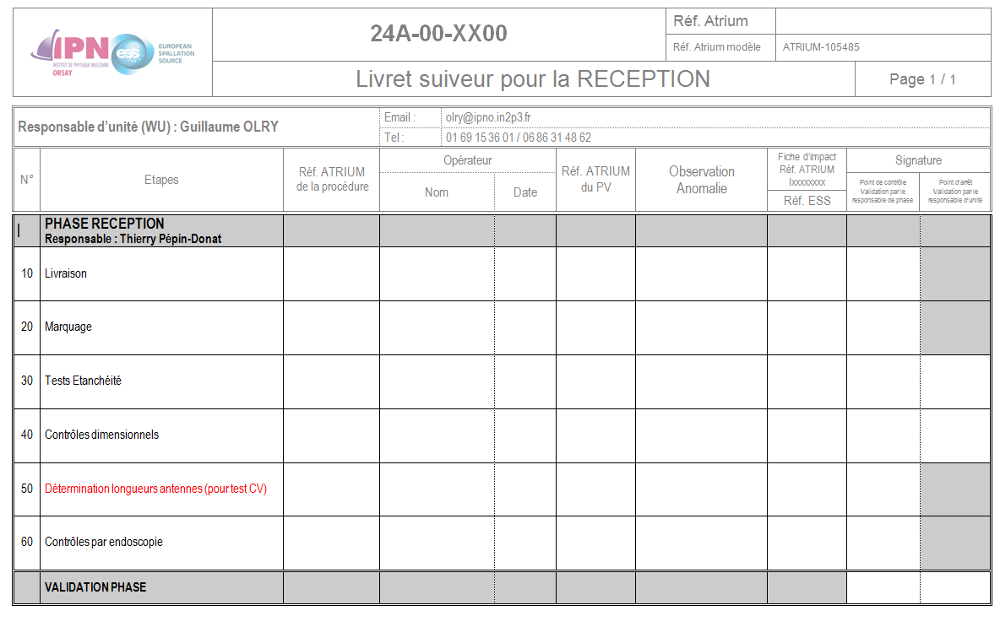 IPN
INSTITUT DE PHYSIQUE NUCLÉAIRE
ORSAY
ess
EUROPEAN
SPALLATION
SOURCE
24A-00-XX00
Réf. Atrium
Réf. Atrium modèle
ATRIUM-105485
Livret suiveur pour la RECEPTION
Page 1 / 1
Responsable d'unité (WU) : Guillaume OLRY
Email :
olry@ipno.in2p3.fr
Tel :
01 69 15 36 01 / 06 86 31 48 62
N°
Etapes
Réf. ATRIUM
de la procédure
Opérateur
Nom
Date
Réf. ATRIUM
du PV
Observation
Anomalie
Fiche d'impact
Réf. ATRIUM
Ixxxxxxxx
Réf. ESS
Signature
Point de contrôle
Validation par le
responsable de phase
Point d'arrêt
Validation par le
responsable d'unité
I
PHASE RECEPTION
Responsable : Thierry Pépin-Donat
10 Livraison
20 Marquage
30 Tests Etanchéité
40 Contrôles dimensionnels
50 Détermination longueurs antennes (pour test CV)
60 Contrôles par endoscopie
VALIDATION PHASE